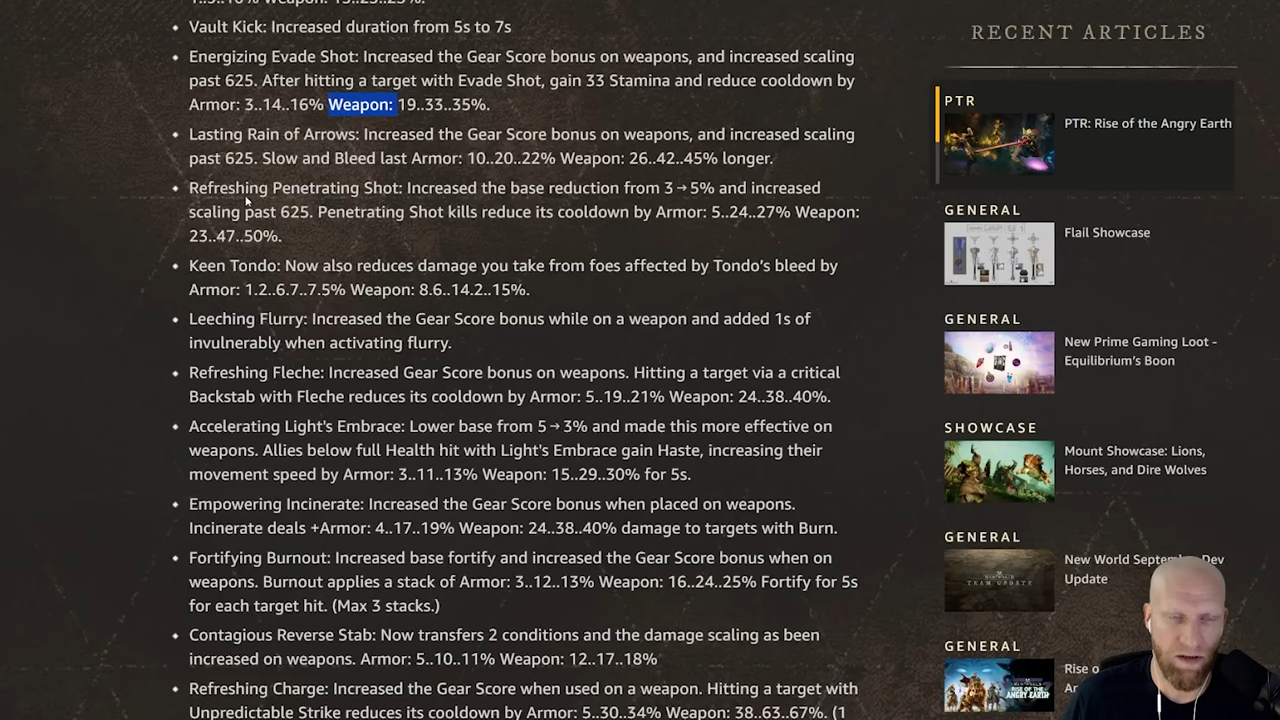 Vault Kick: Increased duration from 5s to 7s
Energizing Evade Shot: Increased the Gear Score bonus on weapons, and increased scaling
past 625. After hitting a target with Evade Shot, gain 33 Stamina and reduce cooldown by
Armor: 3..14..16% Weapon: 19..33..35%.
Lasting Rain of Arrows: Increased the Gear Score bonus on weapons, and increased scaling
past 625. Slow and Bleed last Armor: 10..20..22% Weapon: 26..42..45% longer.
Refreshing Penetrating Shot: Increased the base reduction from 3→5% and increased
scaling past 625. Penetrating Shot kills reduce its cooldown by Armor: 5..24..27% Weapon:
23..47..50%.
Keen Tondo: Now also reduces damage you take from foes affected by Tondo's bleed by
Armor: 1.2..6.7..7.5% Weapon: 8.6..14.2..15%.
Leeching Flurry: Increased the Gear Score bonus while on a weapon and added 1s of
invulnerably when activating flurry.
Refreshing Flech: Increased Gear Score bonus on weapons. Hitting a target via a critical
Backstab with Fleche reduces its cooldown by Armor: 5..19..21% Weapon: 24..38..40%.
Accelerating Light's Embrace: Lower base from 5→3% and made this more effective on
weapons. Allies below full Health hit with Light's Embrace gain Haste, increasing their
movement speed by Armor: 3..11..13% Weapon: 15..29..30% for 5s.
Empowering Incinerate: Increased the Gear Score bonus when placed on weapons.
Incinerate deals +Armor: 4..17..19% Weapon: 24..38..40% damage to targets with Burn.
Fortifying Burnout: Increased base fortify and increased the Gear Score bonus when on
weapons. Burnout applies a stack of Armor: 3..12..13% Weapon: 16..24..25% Fortify for 5s
for each target hit. (Max 3 stacks.)
Contagious Reverse Stab: Now transfers 2 conditions and the damage scaling as been
increased on weapons. Armor: 5..10..11% Weapon: 12..17..18%
Refreshing Charge: Increased the Gear Score when used on a weapon. Hitting a target with
Unpredictable Strike reduces its cooldown by Armor: 5..30..34% Weapon: 38..63..67%. (1
RECENT ARTICLES
PTR
PTR: Rise of the Angry Earth
GENERAL
Flail Showcase
GENERAL
New Prime Gaming Loot -
Equilibrium's Boon
SHOWCASE
Mount Showcase: Lions,
Horses, and Dire Wolves
GENERAL
New World September Dev
Update
TEAM UPDATE
GENERAL
Rise o
An
RISE OF THE
ANGRY EARTH